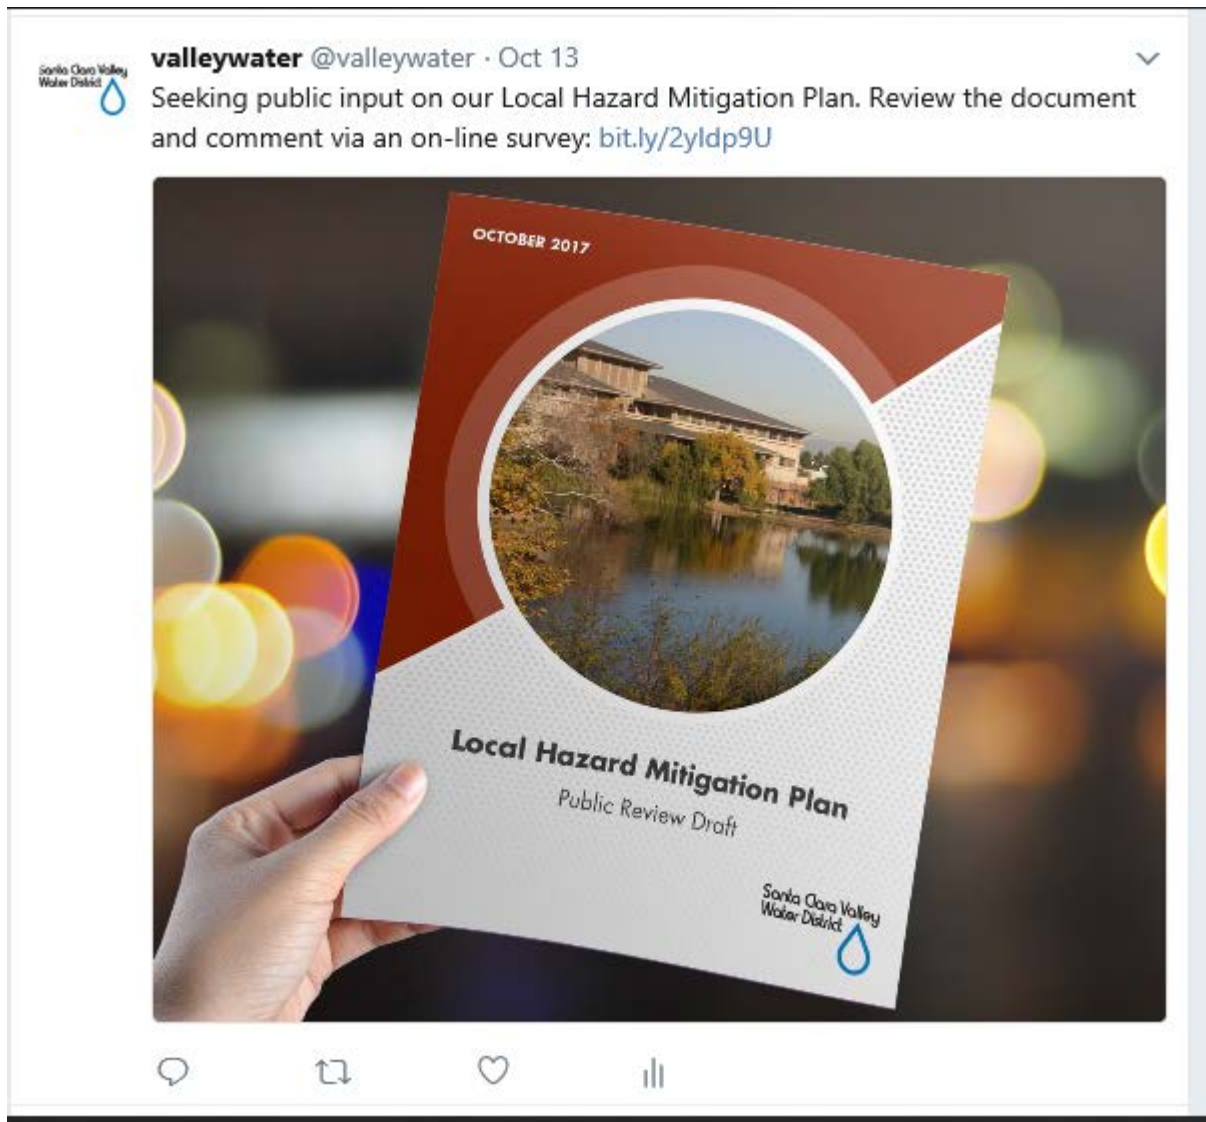 Santa Clara Valley
Water District
valleywater @valleywater · Oct 13
Seeking public input on our Local Hazard Mitigation Plan. Review the document
and comment via an on-line survey: bit.ly/2yldp9U
OCTOBER 2017
Local Hazard Mitigation Plan
Public Review Draft
Santa Clara Valley
Water District